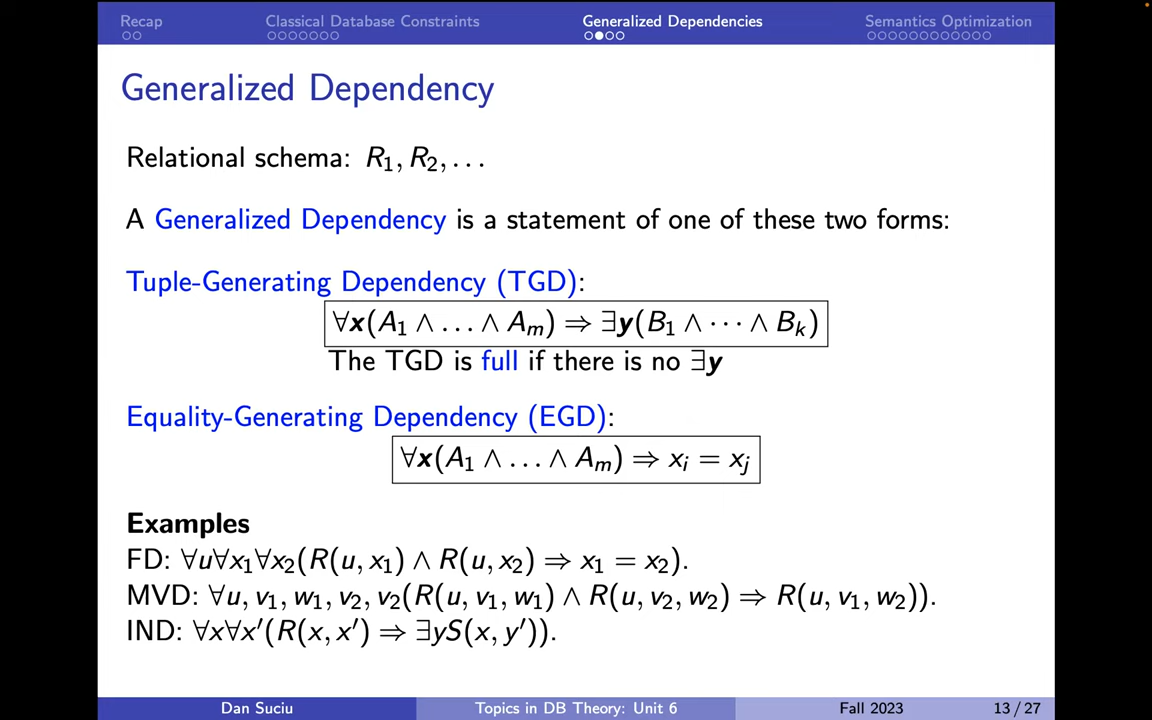 Recap Classical Database Constraints Generalized Dependencies Semantics Optimization
Generalized Dependency
Relational schema: R₁, R₂, . . .
A Generalized Dependency is a statement of one of these two forms:
Tuple-Generating Dependency (TGD):
∀x(A₁ ∧ . . . ∧ Aₘ) ⇒ ∃y(B₁ ∧ · · · ∧ Bₖ)
The TGD is full if there is no ∃y
Equality-Generating Dependency (EGD):
∀x(A₁ ∧ . . . ∧ Aₘ) ⇒ xᵢ = xⱼ
Examples
FD: ∀u∀x₁∀x₂(R(u, x₁) ∧ R(u, x₂) ⇒ x₁ = x₂).
MVD: ∀u, v₁, w₁, v₂, v₂(R(u, v₁, w₁) ∧ R(u, v₂, w₂) ⇒ R(u, v₁, w₂)).
IND: ∀x∀x′(R(x, x′) ⇒ ∃yS(x, y′)).
Dan Suciu Topics in DB Theory: Unit 6 Fall 2023 13 / 27